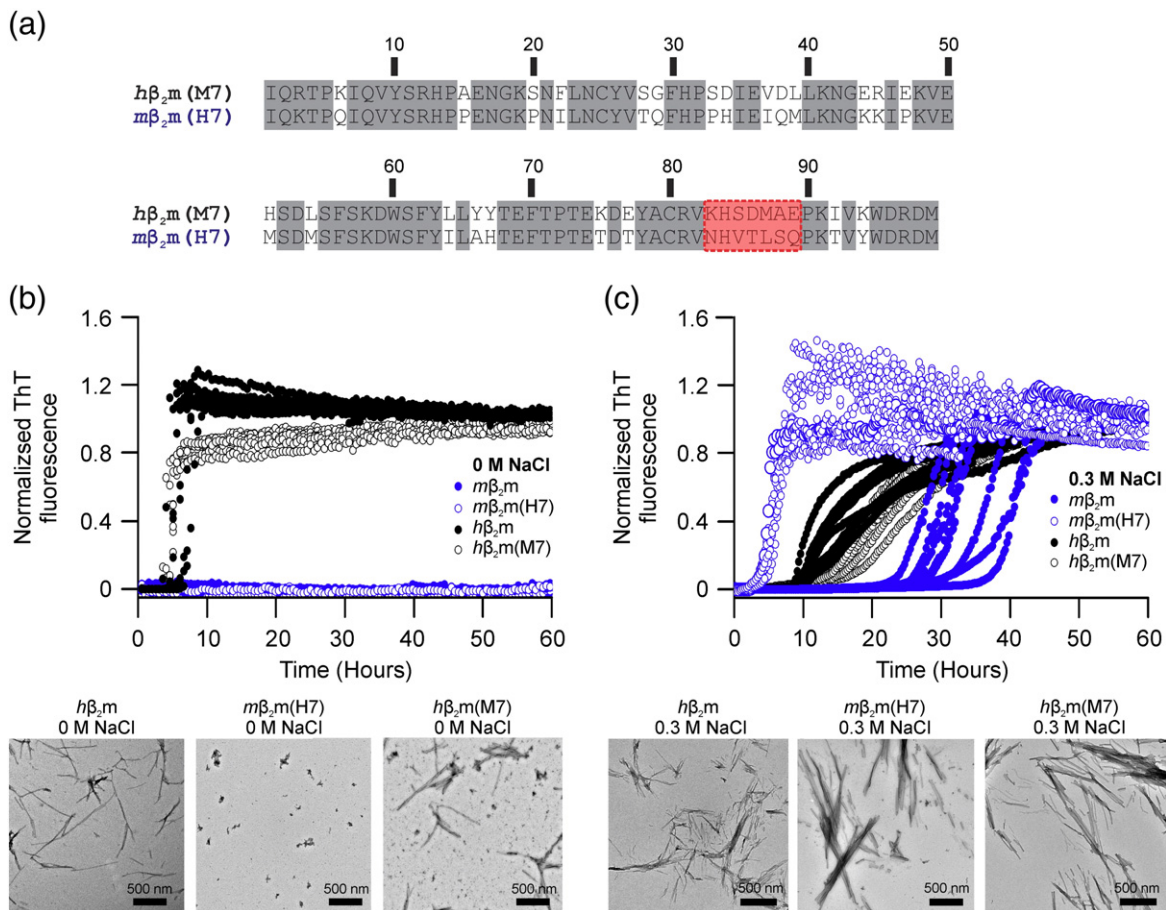 (a)
10 20 30 40 50
hβ₂m(M7) IQRTPKIQVYSRHPAENGKSNFLNCYVSGFHPSDIEVDLLKNGERIEKVE
mβ₂m(H7) IQKTPQIQVYSRHPPENGKPNILNCYVTQFHPPHIEIQMLKNGKKIPKVE
60 70 80 90
hβ₂m(M7) HSDLSFSKDWSFYLLYYTEFTPTEKDEYACRVKHSDMAEPKIVKWDRDM
mβ₂m(H7) MSDMSFSKDWSFYILAHTEFTPTETDTYACRVNHVTLSQPKTVYWDRDM
(b)
Normalized ThT
fluorescence
1.6
1.2
0.8
0.4
0
0 M NaCl
mβ₂m
mβ₂m(H7)
hβ₂m
hβ₂m(M7)
0 10 20 30 40 50 60
Time (Hours)
(c)
Normalized ThT
fluorescence
1.6
1.2
0.8
0.4
0
0.3 M NaCl
mβ₂m
mβ₂m(H7)
hβ₂m
hβ₂m(M7)
0 10 20 30 40 50 60
Time (Hours)
hβ₂m
0 M NaCl
500 nm
mβ₂m(H7)
0 M NaCl
500 nm
hβ₂m(M7)
0 M NaCl
500 nm
hβ₂m
0.3 M NaCl
500 nm
mβ₂m(H7)
0.3 M NaCl
500 nm
hβ₂m(M7)
0.3 M NaCl
500 nm